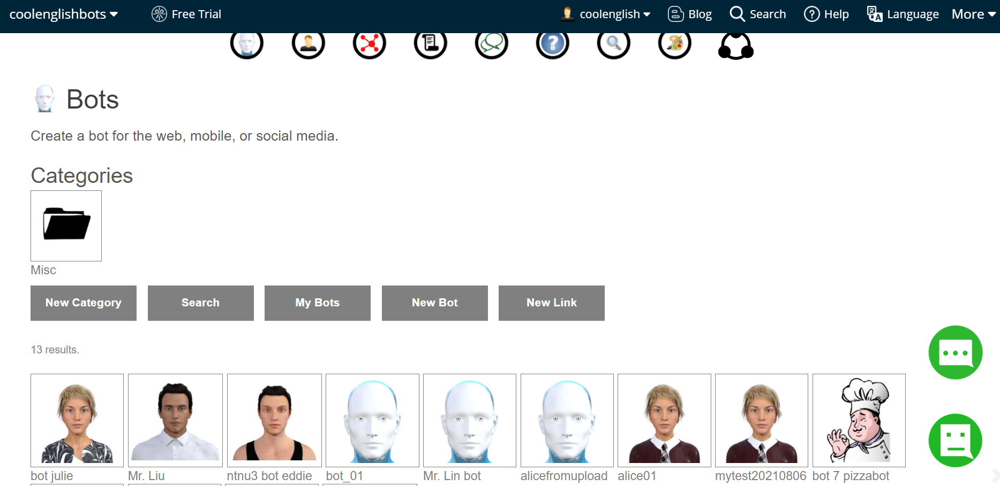 coolenglishbots Free Trial coolenglish Blog Search Help Language More
Bots
Create a bot for the web, mobile, or social media.
Categories
Misc
New Category Search My Bots New Bot New Link
13 results.
bot julie Mr. Liu ntnu3 bot eddie bot_01 Mr. Lin bot alicefromupload alice01 mytest20210806 bot 7 pizzabot